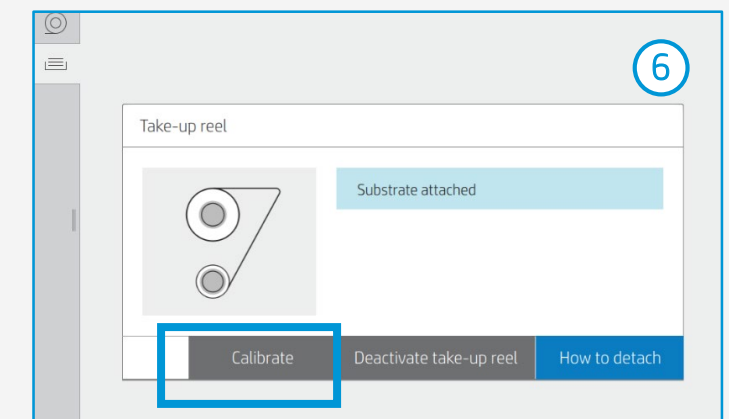 6
Take-up reel
Substrate attached
Calibrate Deactivate take-up reel How to detach